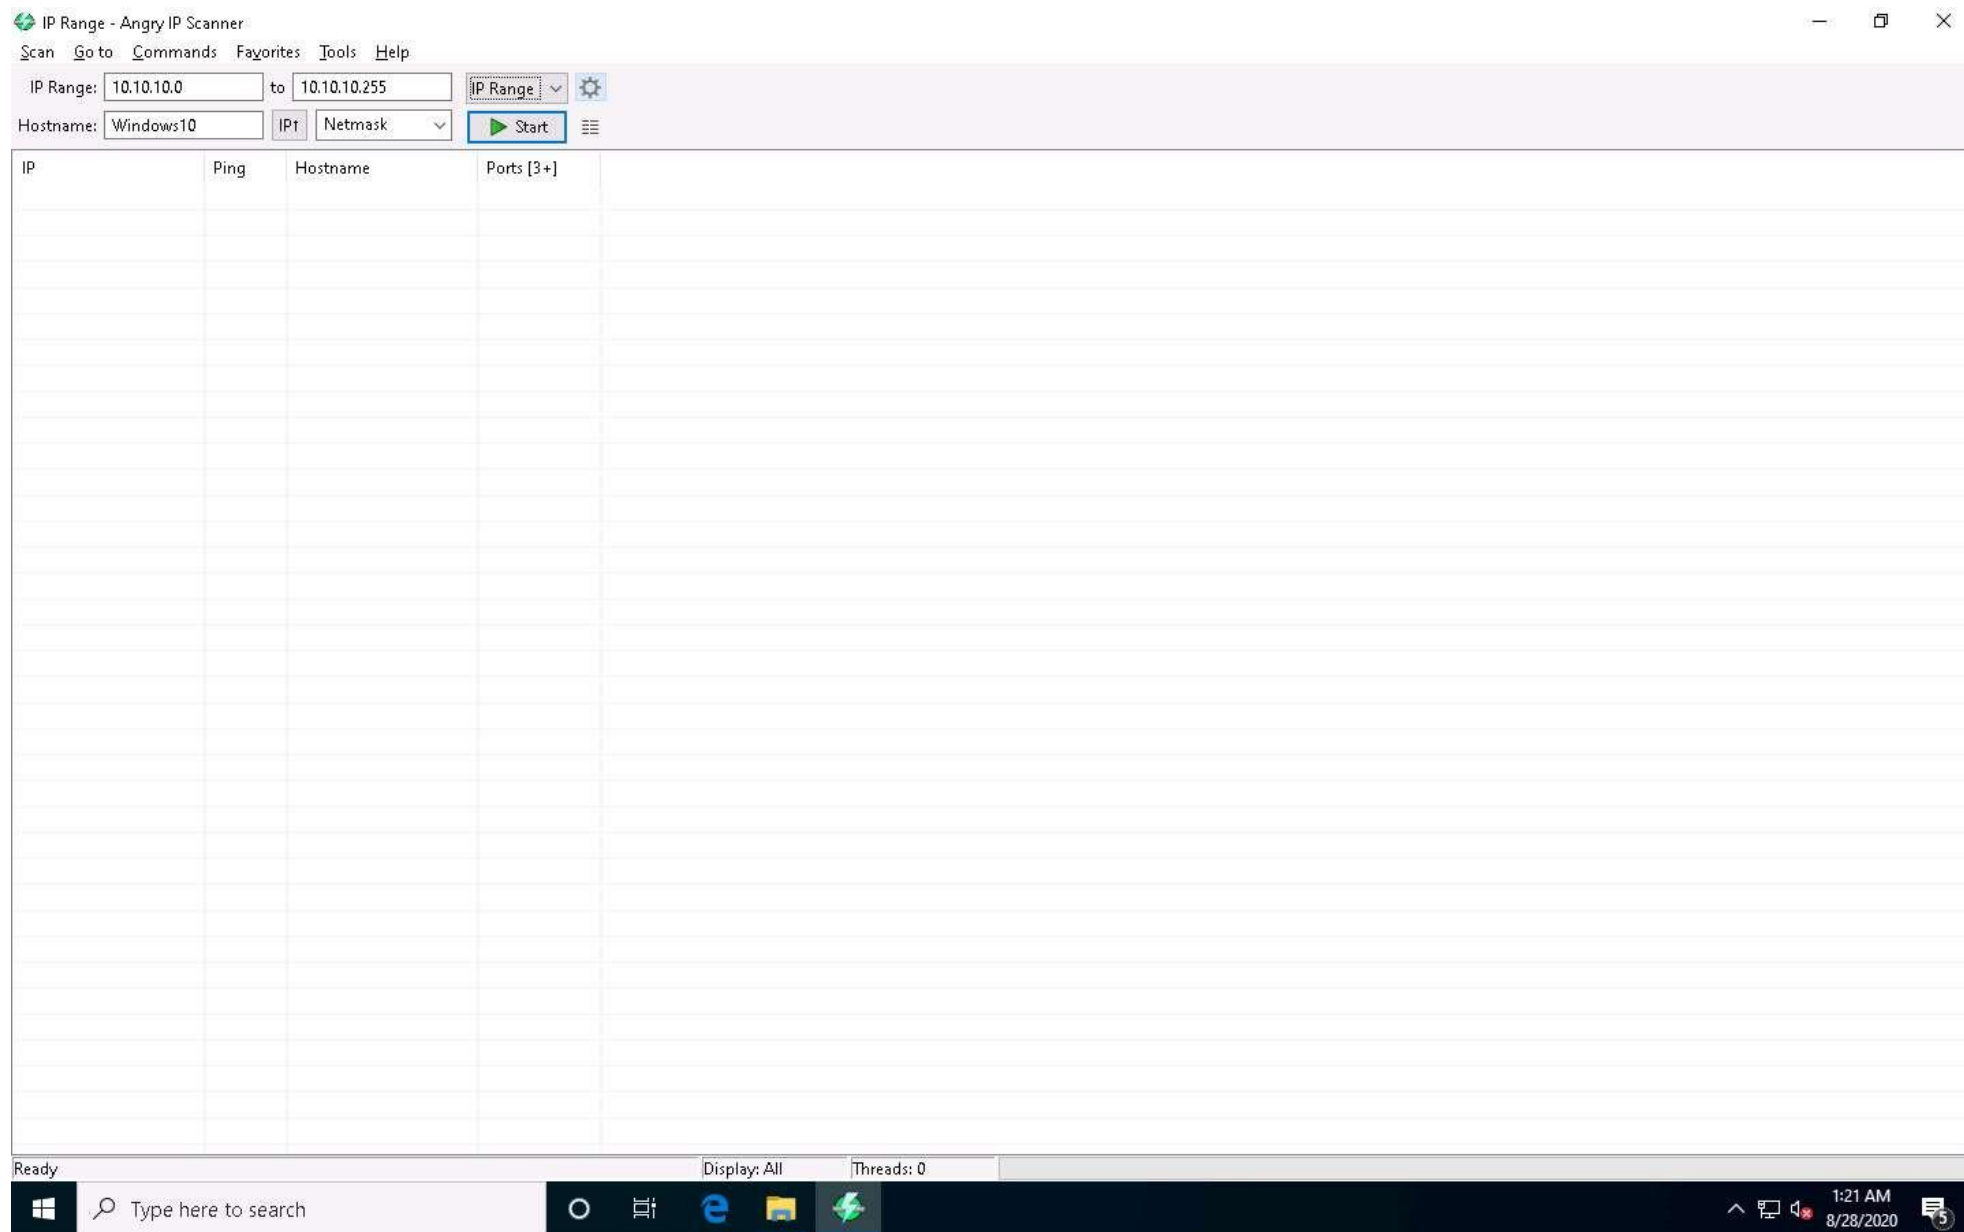 IP Range - Angry IP Scanner
Scan Go to Commands Favorites Tools Help
IP Range: 10.10.10.0 to 10.10.10.255 IP Range
Hostname: Windows10 IP↑ Netmask Start
IP Ping Hostname Ports [3+]
Ready Display: All Threads: 0
Type here to search
1:21 AM
8/28/2020
5